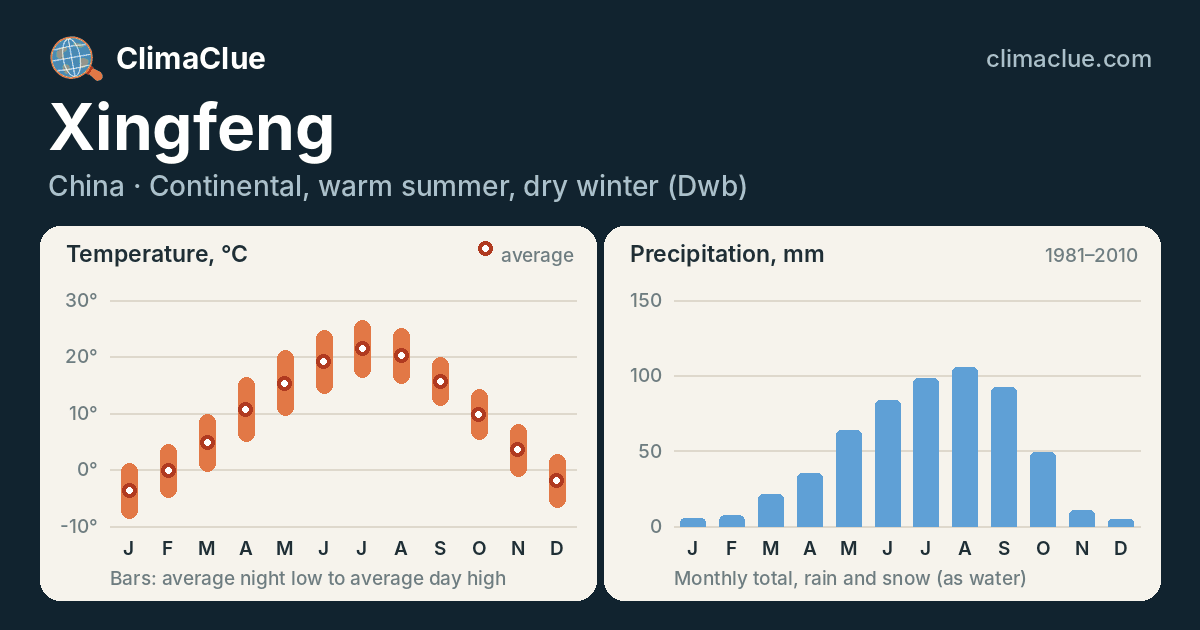 ClimaClue
climaclue.com
Xingfeng
China · Continental, warm summer, dry winter (Dwb)
Temperature, °C
average
30°
20°
10°
0°
-10°
J F M A M J J A S O N D
Bars: average night low to average day high
Precipitation, mm
1981–2010
150
100
50
0
J F M A M J J A S O N D
Monthly total, rain and snow (as water)